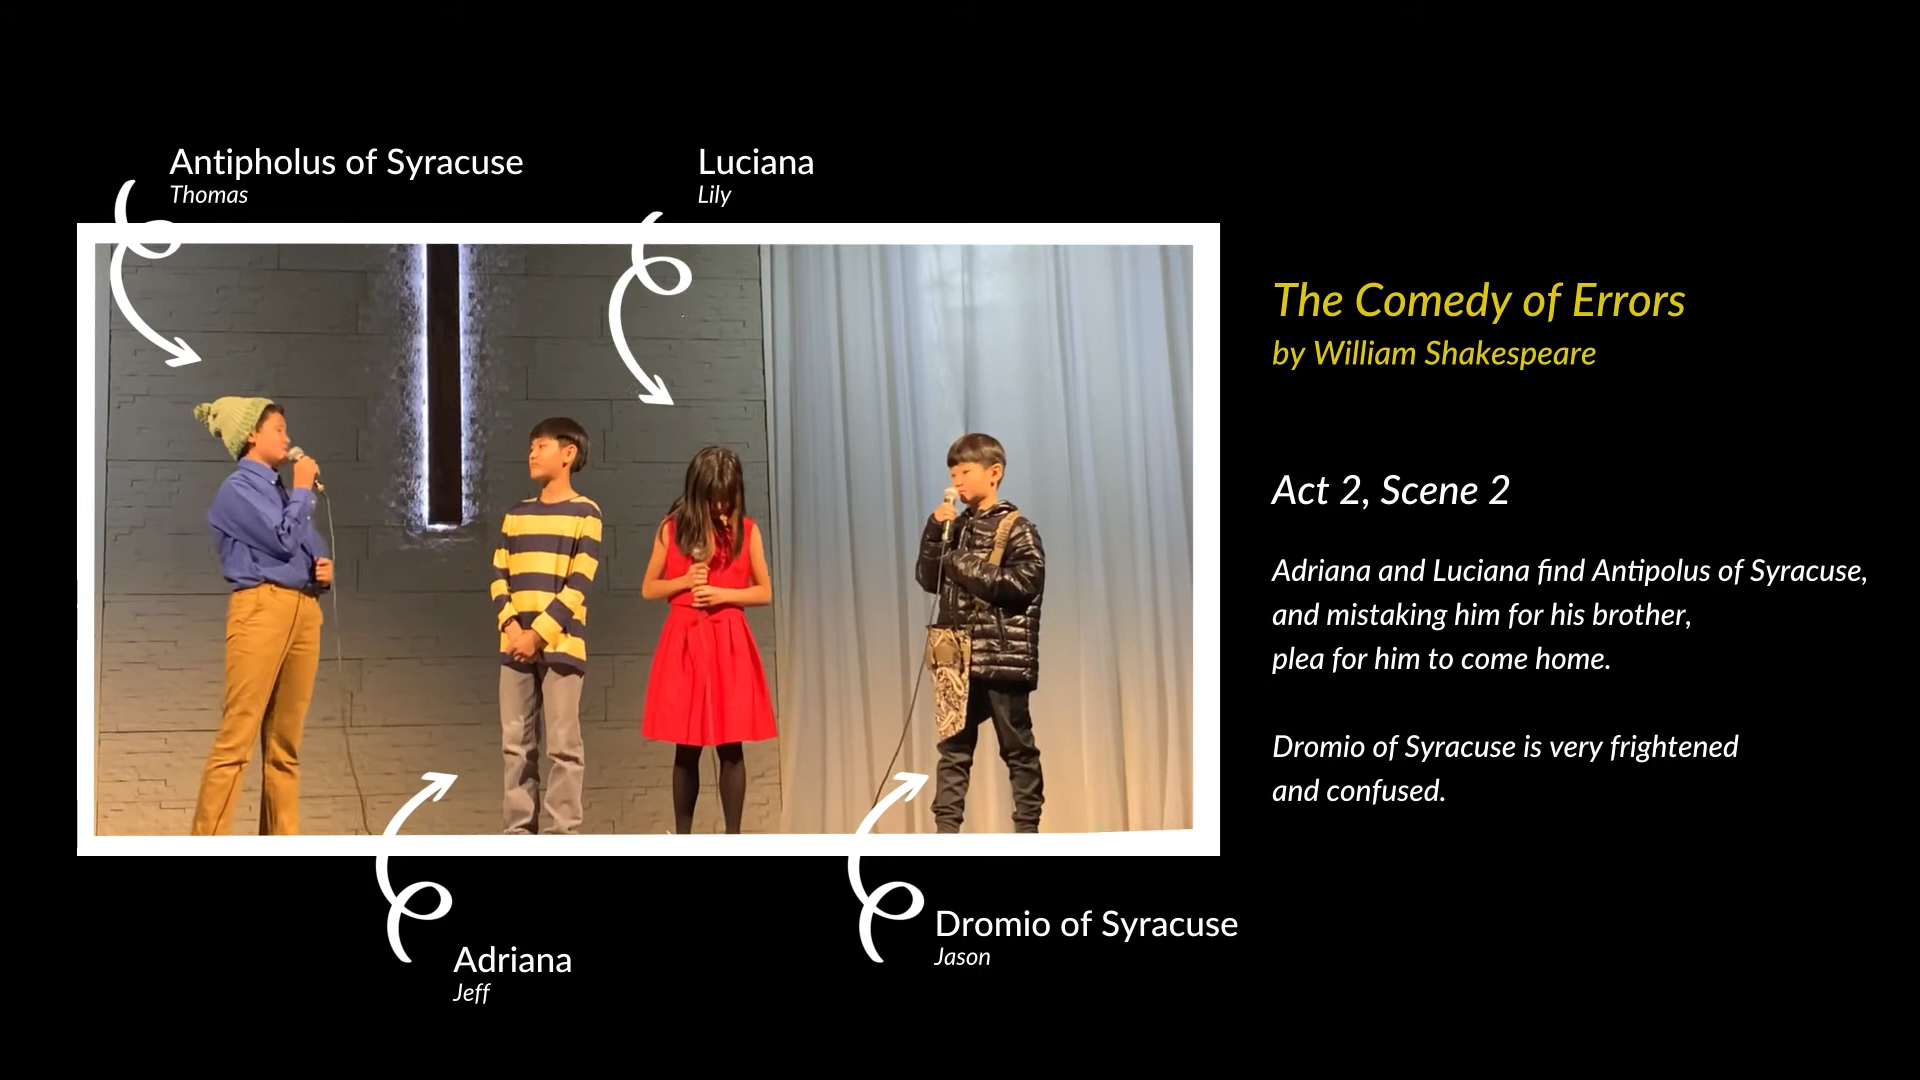 Antipholus of Syracuse
Thomas
Luciana
Lily
The Comedy of Errors
by William Shakespeare
Act 2, Scene 2
Adriana and Luciana find Antipolus of Syracuse,
and mistaking him for his brother,
plea for him to come home.
Dromio of Syracuse is very frightened
and confused.
Adriana
Jeff
Dromio of Syracuse
Jason